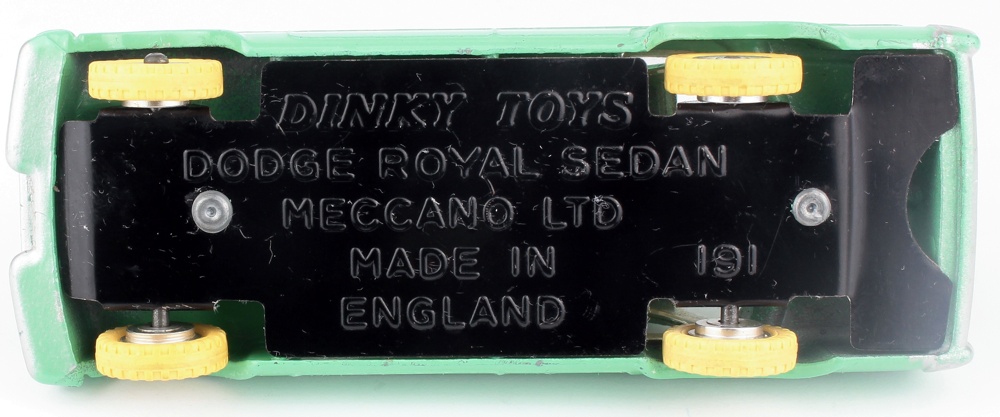 DINKY TOYS
DODGE ROYAL SEDAN
MECCANO LTD
MADE IN 191
ENGLAND